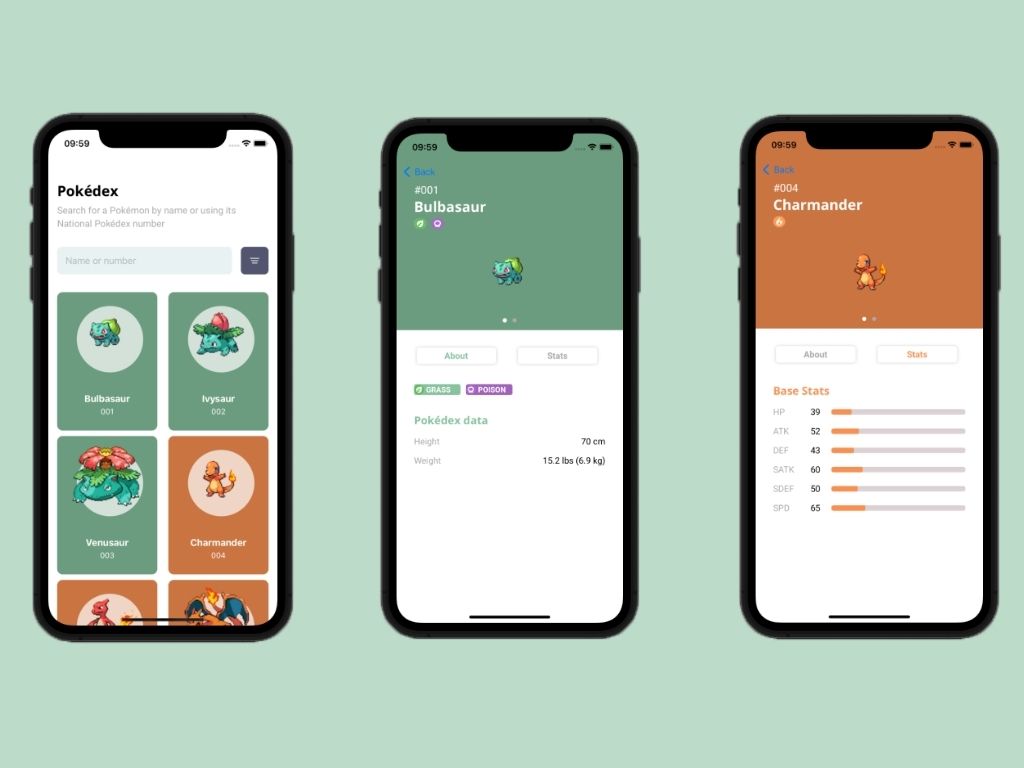 09:59
Pokédex
Search for a Pokémon by name or using its
National Pokédex number
Name or number
Bulbasaur
001
Ivysaur
002
Venusaur
003
Charmander
004
09:59
Back
#001
Bulbasaur
About
Stats
GRASS
POISON
Pokédex data
Height
70 cm
Weight
15.2 lbs (6.9 kg)
09:59
Back
#004
Charmander
About
Stats
Base Stats
HP 39
ATK 52
DEF 43
SATK 60
SDEF 50
SPD 65